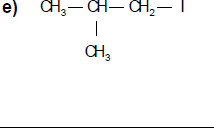 e) CH₃— CH— CH₂— I
|
CH₃